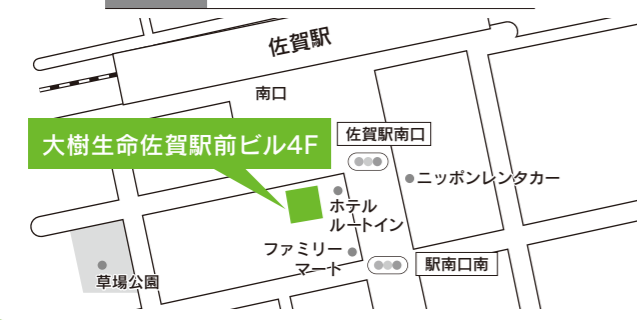 佐賀駅
南口
佐賀駅南口
大樹生命佐賀駅前ビル4F
ニッポンレンタカー
ホテル
ルートイン
ファミリー
マート
駅南口南
草場公園